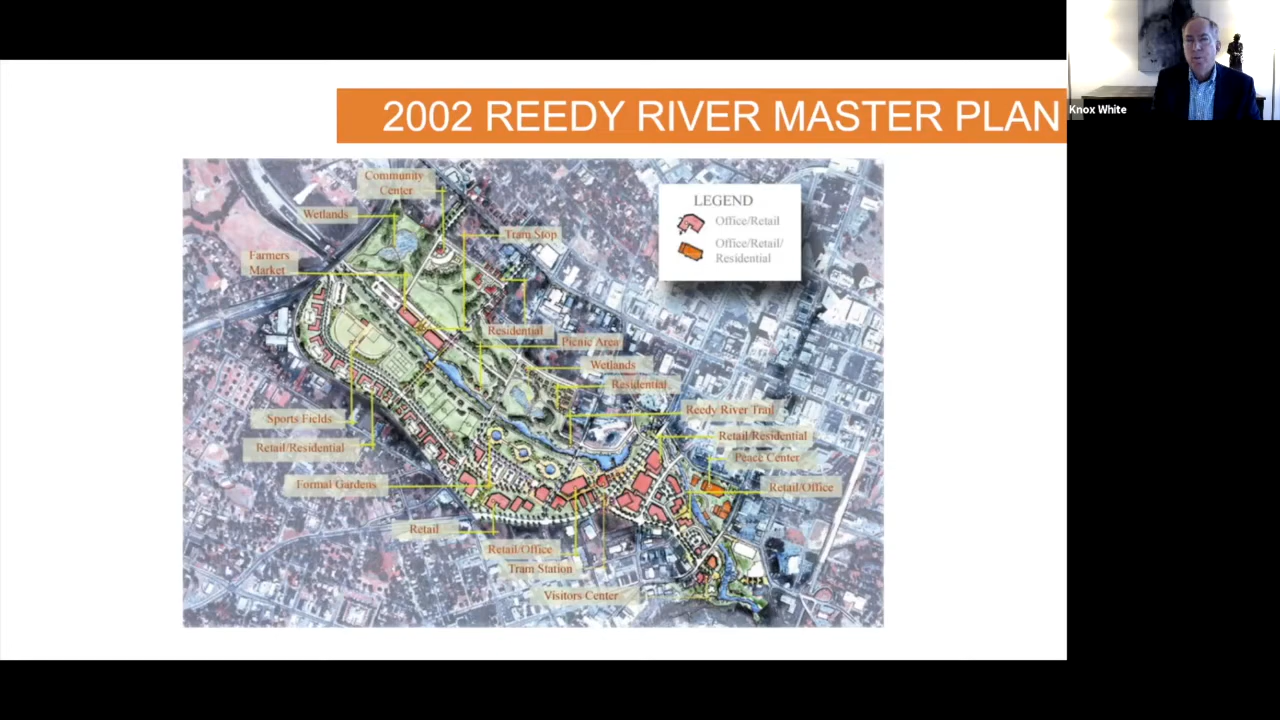 2002 REEDY RIVER MASTER PLAN
Knox White
Community
Center
Wetlands
Tram Stop
Farmers
Market
LEGEND
Office/Retail
Office/Retail/
Residential
Residential
Picnic Area
Wetlands
Residential
Reedy River Trail
Sports Fields
Retail/Residential
Retail/Residential
Peace Center
Formal Gardens
Retail/Office
Retail
Retail/Office
Tram Station
Visitors Center